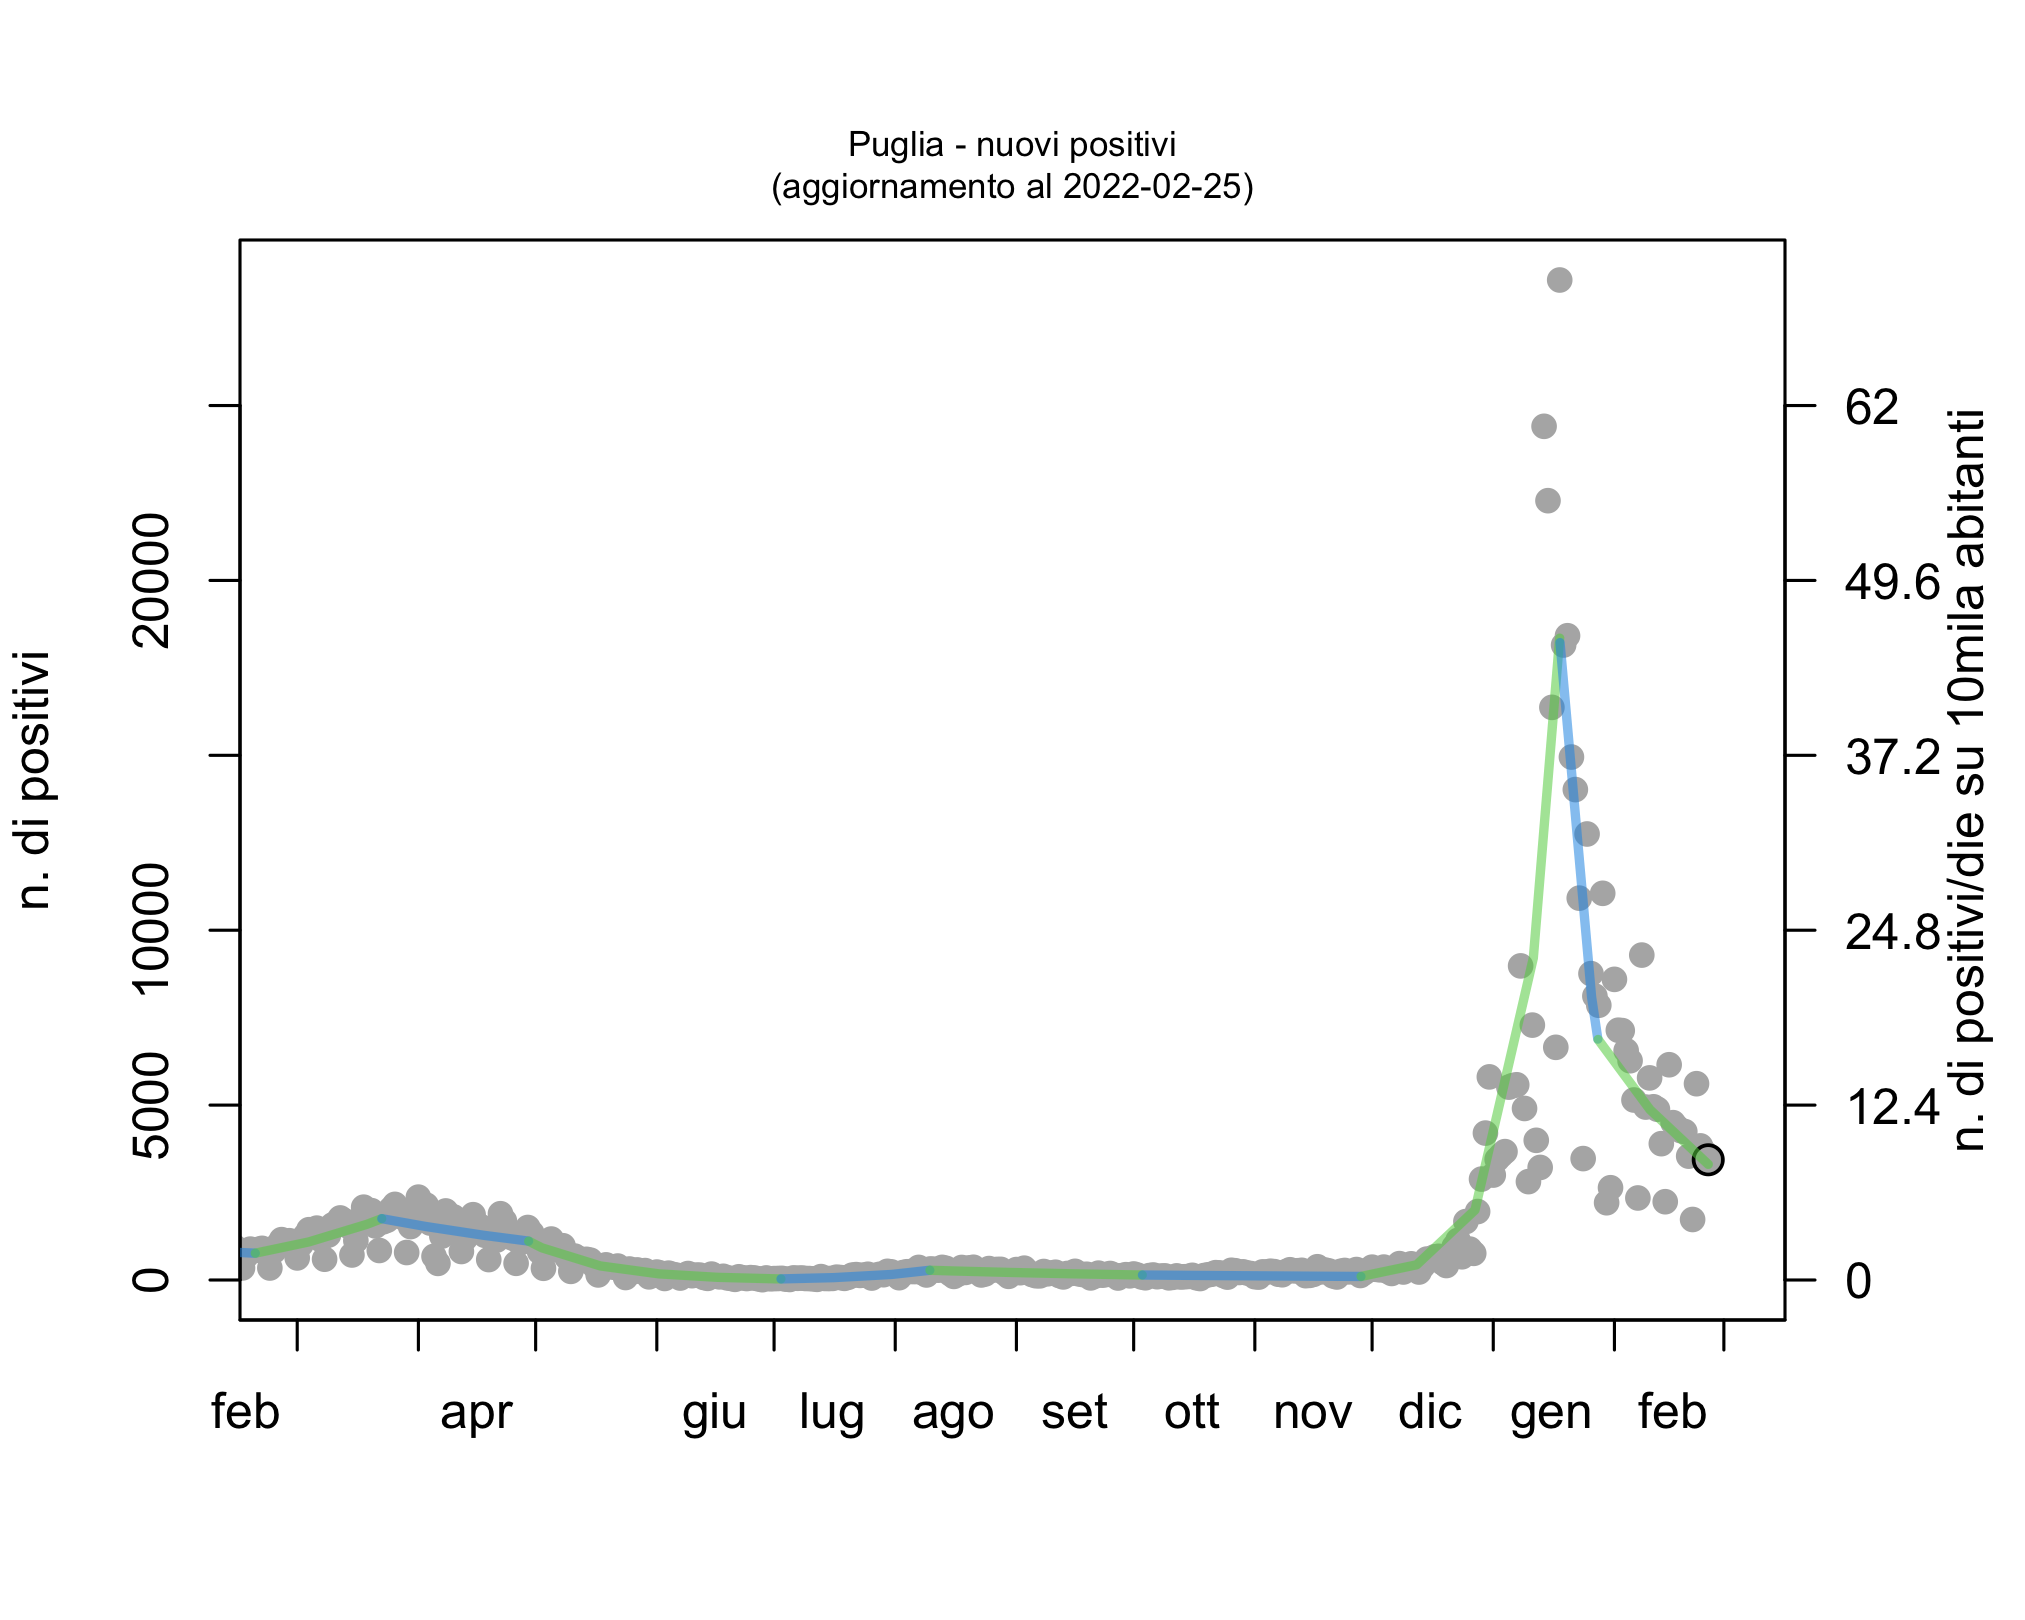 Puglia - nuovi positivi
(aggiornamento al 2022-02-25)
n. di positivi
20000
10000
5000
0
62
49.6
37.2
24.8
12.4
0
n. di positivi/die su 10mila abitanti
feb apr giu lug ago set ott nov dic gen feb